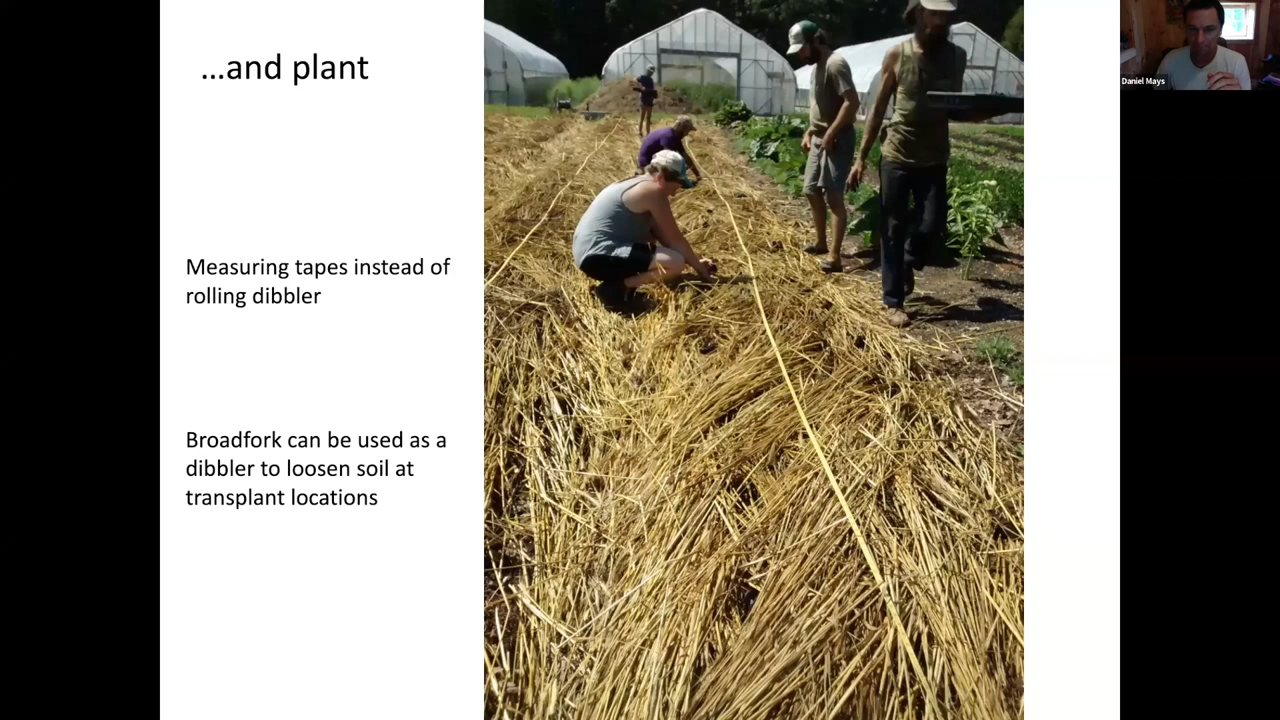 ...and plant
Daniel Mays
Measuring tapes instead of
rolling dibbler
Broadfork can be used as a
dibbler to loosen soil at
transplant locations